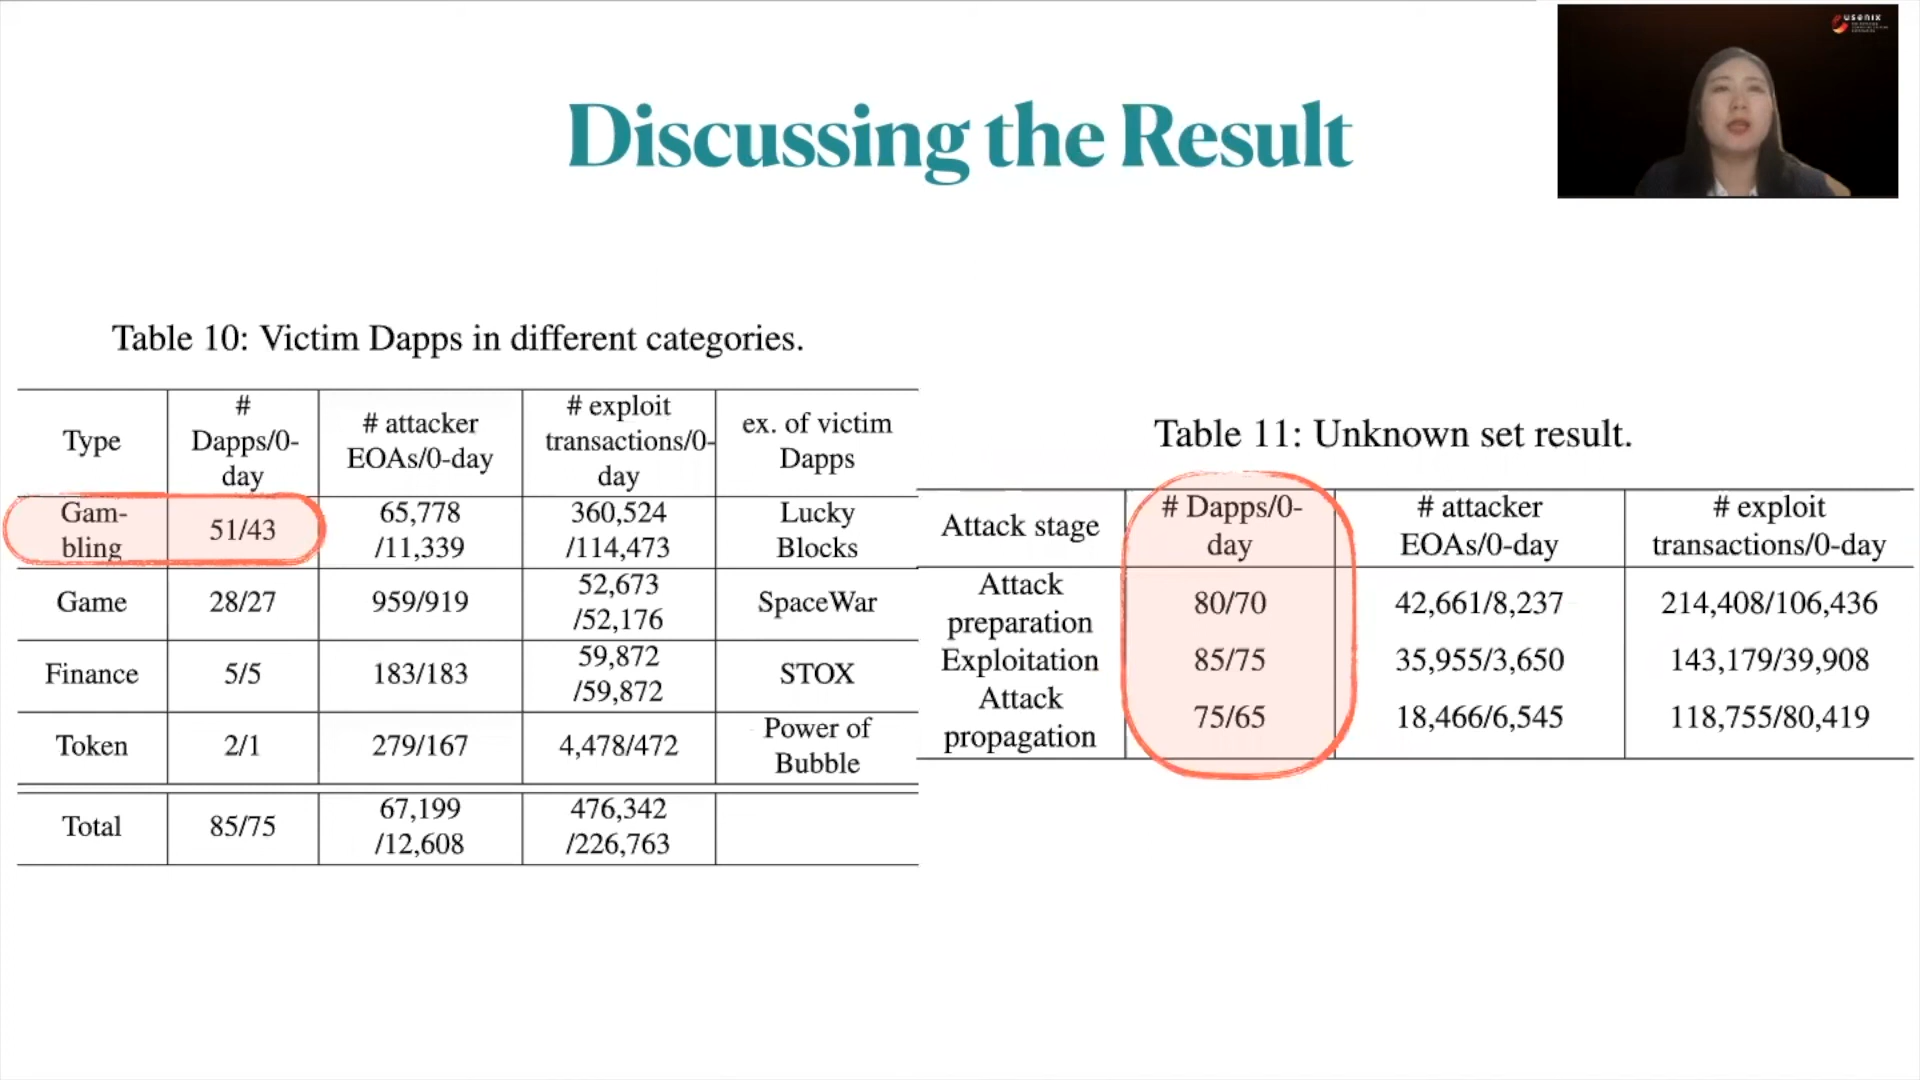 usenix
Discussing the Result
Table 10: Victim Dapps in different categories.
Type
#
Dapps/0-
day
# attacker
EOAs/0-day
# exploit
transactions/0-
day
ex. of victim
Dapps
Gam-
bling
51/43
65,778
/11,339
360,524
/114,473
Lucky
Blocks
Game
28/27
959/919
52,673
/52,176
SpaceWar
Finance
5/5
183/183
59,872
/59,872
STOX
Token
2/1
279/167
4,478/472
Power of
Bubble
Total
85/75
67,199
/12,608
476,342
/226,763
Table 11: Unknown set result.
Attack stage
# Dapps/0-
day
# attacker
EOAs/0-day
# exploit
transactions/0-day
Attack
preparation
80/70
42,661/8,237
214,408/106,436
Exploitation
85/75
35,955/3,650
143,179/39,908
Attack
propagation
75/65
18,466/6,545
118,755/80,419